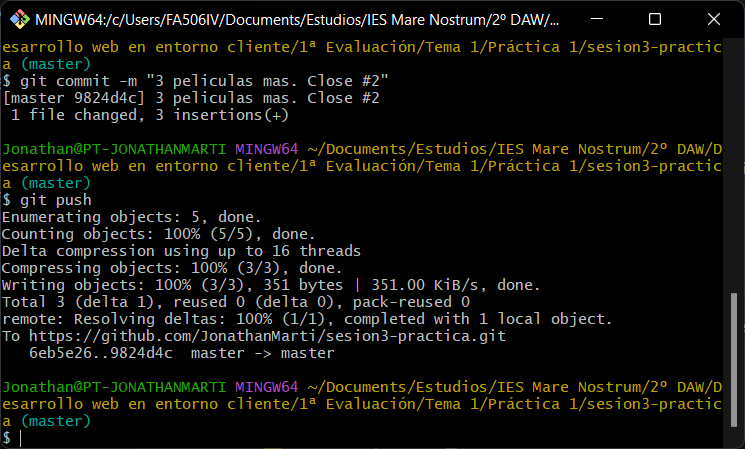 MINGW64:/c/Users/FA506IV/Documents/Estudios/IES Mare Nostrum/2º DAW/...
esarrollo web en entorno cliente/1ª Evaluación/Tema 1/Práctica 1/sesion3-practic
a (master)
$ git commit -m "3 peliculas mas. Close #2"
[master 9824d4c] 3 peliculas mas. Close #2
 1 file changed, 3 insertions(+)
Jonathan@PT-JONATHANMARTI MINGW64 ~/Documents/Estudios/IES Mare Nostrum/2º DAW/D
esarrollo web en entorno cliente/1ª Evaluación/Tema 1/Práctica 1/sesion3-practic
a (master)
$ git push
Enumerating objects: 5, done.
Counting objects: 100% (5/5), done.
Delta compression using up to 16 threads
Compressing objects: 100% (3/3), done.
Writing objects: 100% (3/3), 351 bytes | 351.00 KiB/s, done.
Total 3 (delta 1), reused 0 (delta 0), pack-reused 0
remote: Resolving deltas: 100% (1/1), completed with 1 local object.
To https://github.com/JonathanMarti/sesion3-practica.git
   6eb5e26..9824d4c  master -> master
Jonathan@PT-JONATHANMARTI MINGW64 ~/Documents/Estudios/IES Mare Nostrum/2º DAW/D
esarrollo web en entorno cliente/1ª Evaluación/Tema 1/Práctica 1/sesion3-practic
a (master)
$